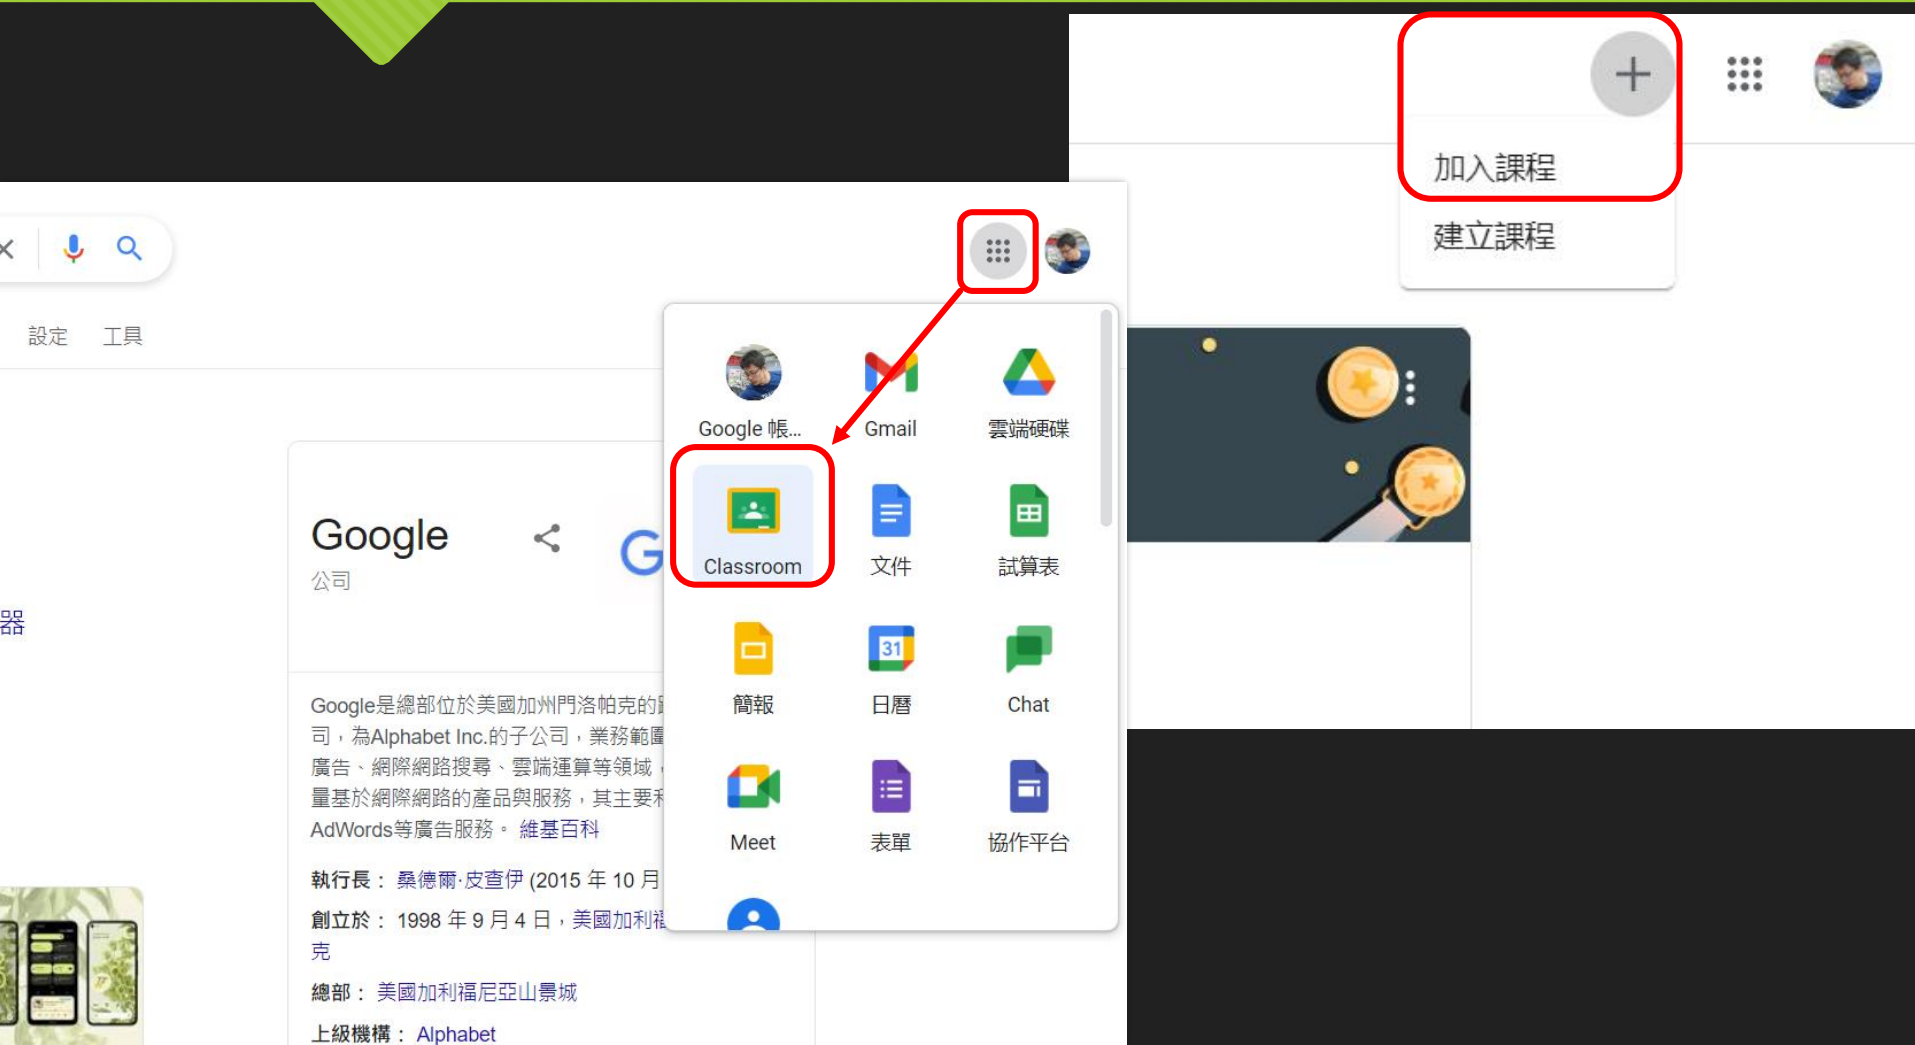 加入課程
建立課程
設定 工具
Google 帳...
Gmail
雲端硬碟
Classroom
文件
試算表
簡報
31
日曆
Chat
Meet
表單
協作平台
Google
公司
G
器
Google是總部位於美國加州門洛帕克的
司，為Alphabet Inc.的子公司，業務範圍
廣告、網際網路搜尋、雲端運算等領域，
量基於網際網路的產品與服務，其主要利
AdWords等廣告服務。 維基百科
執行長： 桑德爾·皮查伊 (2015 年 10 月
創立於： 1998 年 9 月 4 日，美國加利福
克
總部： 美國加利福尼亞山景城
上級機構： Alphabet